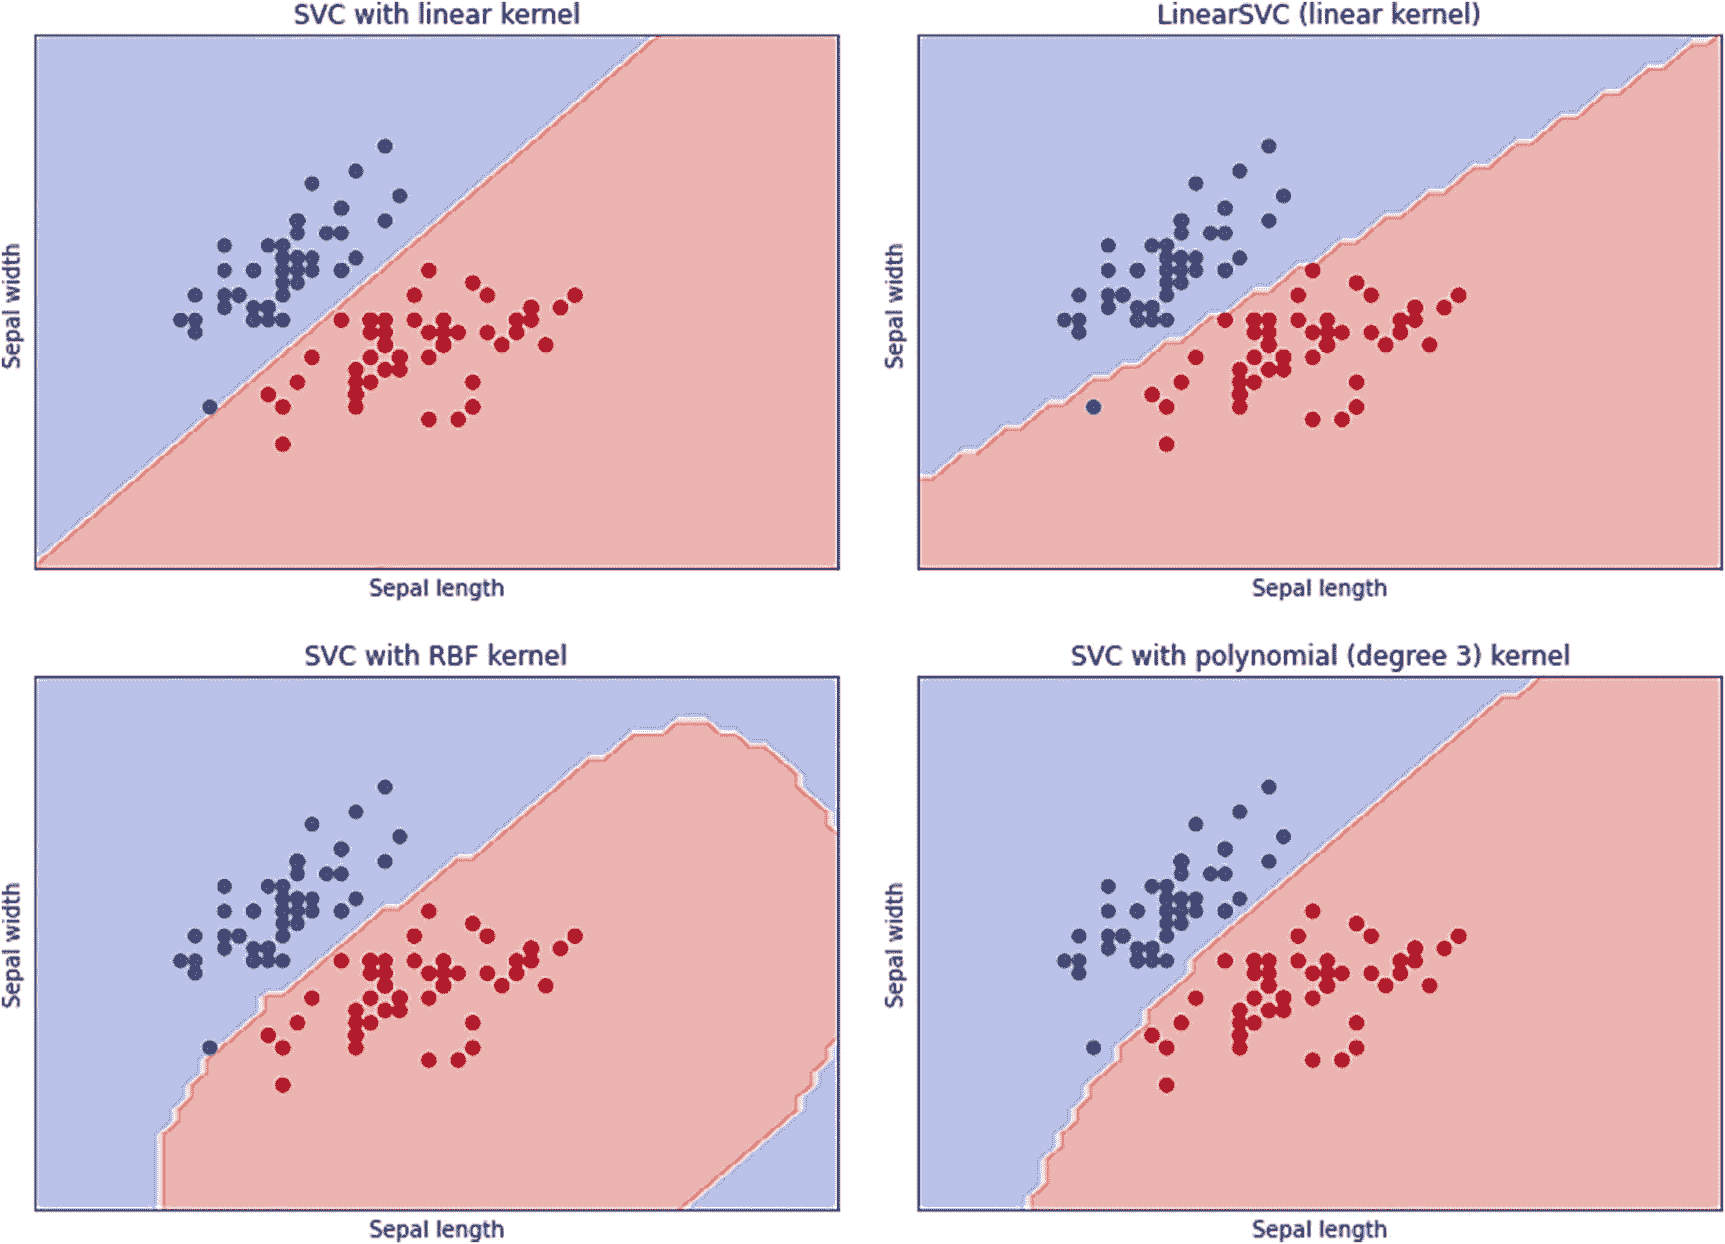 SVC with linear kernel
LinearSVC (linear kernel)
Sepal width
Sepal width
Sepal length
Sepal length
SVC with RBF kernel
SVC with polynomial (degree 3) kernel
Sepal width
Sepal width
Sepal length
Sepal length